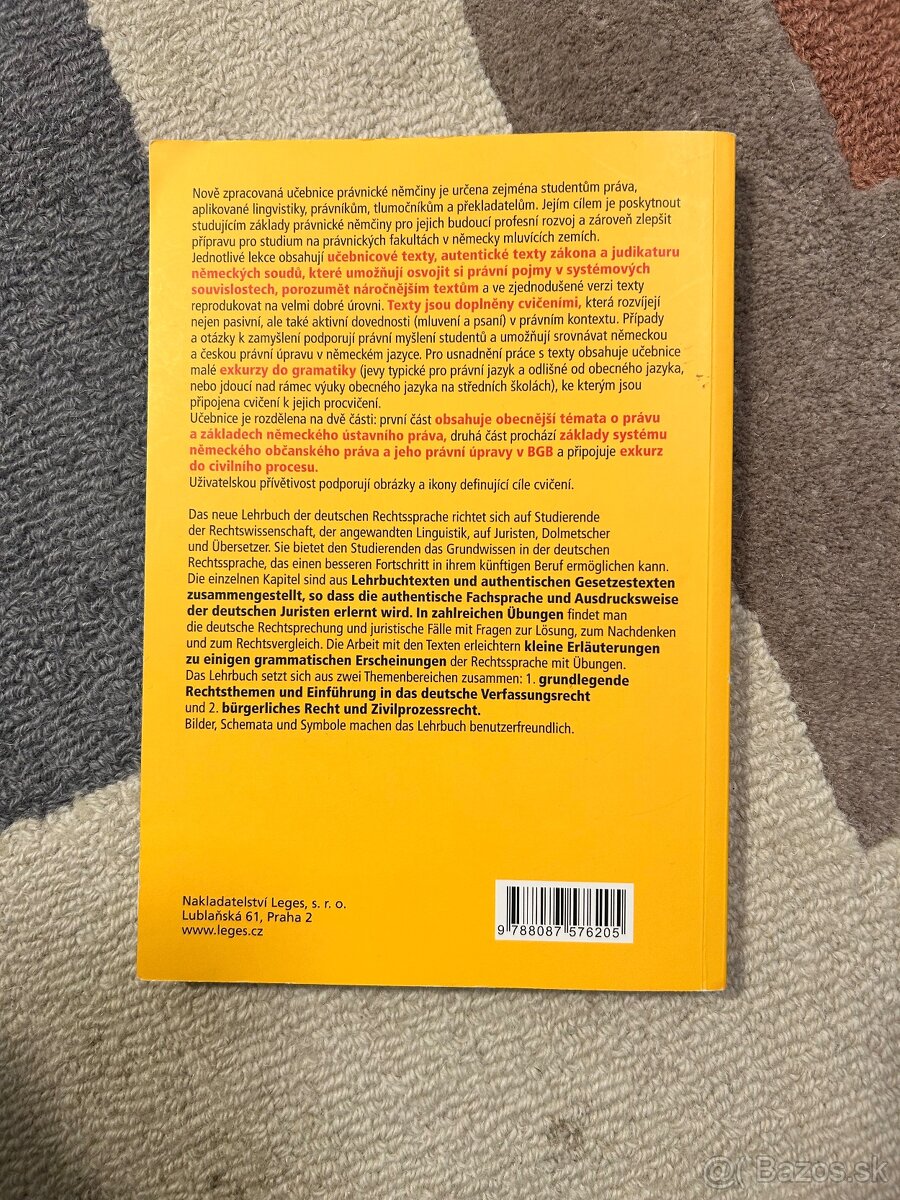 Nově zpracovaná učebnice právnické němčiny je určena zejména studentům práva,
aplikované lingvistiky, právníkům, tlumočníkům a překladatelům. Jejím cílem je poskytnout
studujícím základy právnické němčiny pro jejich budoucí profesní rozvoj a zároveň zlepšit
přípravu pro studium na právnických fakultách v německy mluvících zemích.
Jednotlivé lekce obsahují učebnicové texty, autentické texty zákona a judikaturu
německých soudů, které umožňují osvojit si právní pojmy v systémových
souvislostech, porozumět náročnějším textům a ve zjednodušené verzi texty
reprodukovat na velmi dobré úrovni. Texty jsou doplněny cvičeními, která rozvíjejí
nejen pasivní, ale také aktivní dovednosti (mluvení a psaní) v právním kontextu. Případy
a otázky k zamyšlení podporují právní myšlení studentů a umožňují srovnávat německou
a českou právní úpravu v německém jazyce. Pro usnadnění práce s texty obsahuje učebnice
malé exkurzy do gramatiky (jevy typické pro právní jazyk a odlišné od obecného jazyka,
nebo jdoucí nad rámec výuky obecného jazyka na středních školách), ke kterým jsou
připojena cvičení k jejich procvičení.
Učebnice je rozdělena na dvě části: první část obsahuje obecnější témata o právu
a základech německého ústavního práva, druhá část prochází základy systému
německého občanského práva a jeho právní úpravy v BGB a připojuje exkurz
do civilního procesu.
Uživatelskou přívětivost podporují obrázky a ikony definující cíle cvičení.
Das neue Lehrbuch der deutschen Rechtssprache richtet sich auf Studierende
der Rechtswissenschaft, der angewandten Linguistik, auf Juristen, Dolmetscher
und Übersetzer. Sie bietet den Studierenden das Grundwissen in der deutschen
Rechtssprache, das einen besseren Fortschritt in ihrem künftigen Beruf ermöglichen kann.
Die einzelnen Kapitel sind aus Lehrbuchtexten und authentischen Gesetzestexten
zusammengestellt, so dass die authentische Fachsprache und Ausdrucksweise
der deutschen Juristen erlernt wird. In zahlreichen Übungen findet man
die deutsche Rechtsprechung und juristische Fälle mit Fragen zur Lösung, zum Nachdenken
und zum Rechtsvergleich. Die Arbeit mit den Texten erleichtern kleine Erläuterungen
zu einigen grammatischen Erscheinungen der Rechtssprache mit Übungen.
Das Lehrbuch setzt sich aus zwei Themenbereichen zusammen: 1. grundlegende
Rechtsthemen und Einführung in das deutsche Verfassungsrecht
und 2. bürgerliches Recht und Zivilprozessrecht.
Bilder, Schemata und Symbole machen das Lehrbuch benutzerfreundlich.
Nakladatelství Leges, s. r. o.
Lublaňská 61, Praha 2
www.leges.cz
9 788087 576205
Bazos.sk